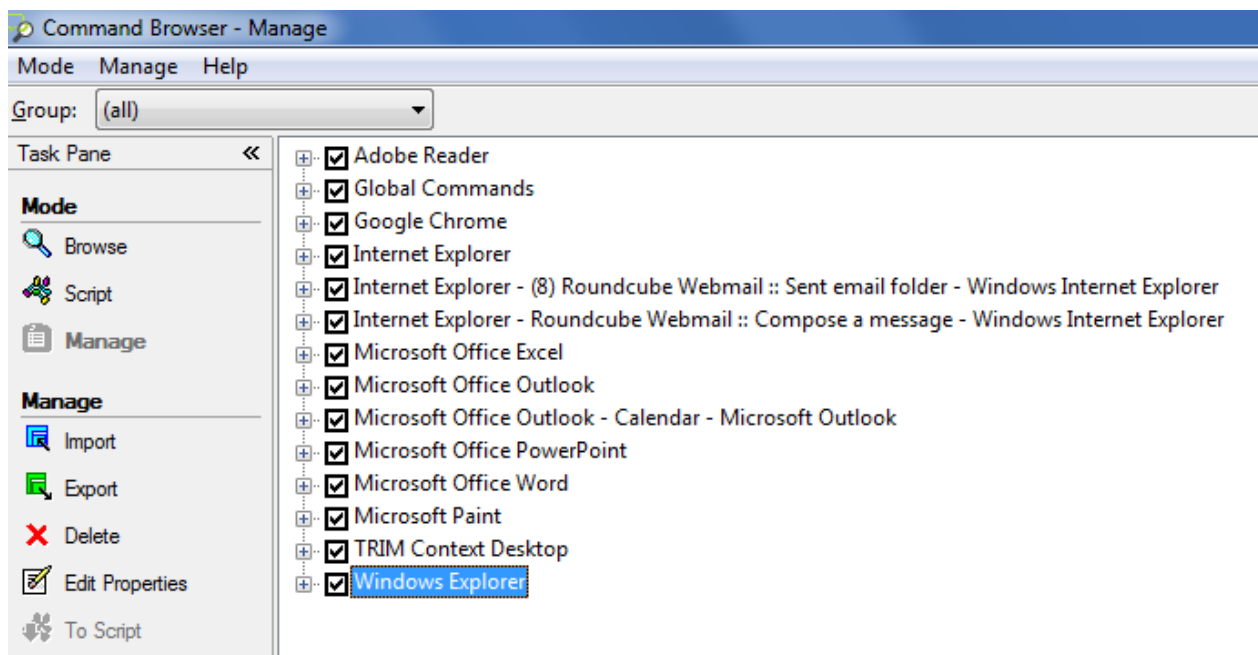 Command Browser - Manage
Mode Manage Help
Group: (all)
Task Pane «
Mode
Browse
Script
Manage
Manage
Import
Export
Delete
Edit Properties
To Script
Adobe Reader
Global Commands
Google Chrome
Internet Explorer
Internet Explorer - (8) Roundcube Webmail :: Sent email folder - Windows Internet Explorer
Internet Explorer - Roundcube Webmail :: Compose a message - Windows Internet Explorer
Microsoft Office Excel
Microsoft Office Outlook
Microsoft Office Outlook - Calendar - Microsoft Outlook
Microsoft Office PowerPoint
Microsoft Office Word
Microsoft Paint
TRIM Context Desktop
Windows Explorer